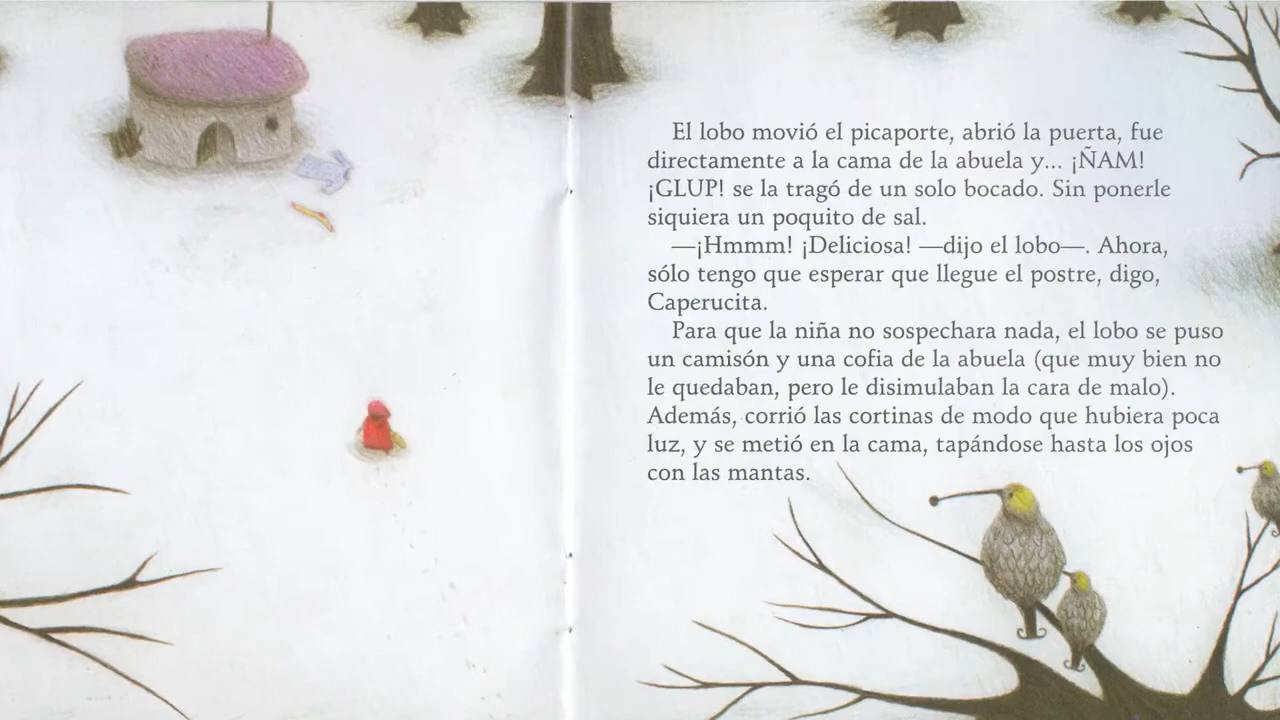 El lobo movió el picaporte, abrió la puerta, fue
directamente a la cama de la abuela y... ¡ÑAM!
¡GLUP! se la tragó de un solo bocado. Sin ponerle
siquiera un poquito de sal.
—¡Hmmm! ¡Deliciosa! —dijo el lobo—. Ahora,
sólo tengo que esperar que llegue el postre, digo,
Caperucita.
Para que la niña no sospechara nada, el lobo se puso
un camisón y una cofia de la abuela (que muy bien no
le quedaban, pero le disimulaban la cara de malo).
Además, corrió las cortinas de modo que hubiera poca
luz, y se metió en la cama, tapándose hasta los ojos
con las mantas.